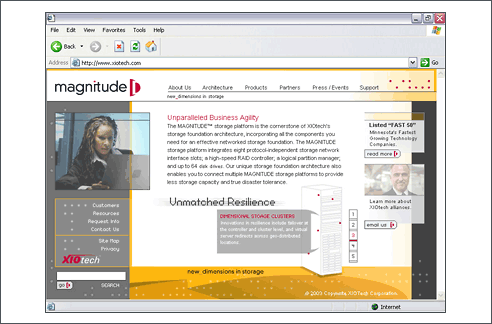 File Edit View Favorites Tools Help
Back
Address http://www.xiotech.com Go
magnitude
About Us Architecture Products Partners Press / Events Support
new_dimensions in storage
Unparalleled Business Agility
The MAGNITUDE™ storage platform is the cornerstone of XIOtech's
storage foundation architecture, incorporating all the components you
need for an effective networked storage foundation. The MAGNITUDE
storage platform integrates eight protocol-independent storage network
interface slots; a high-speed RAID controller; a logical partition manager;
and up to 64 disk drives. Our unique storage foundation architecture also
enables you to connect multiple MAGNITUDE storage platforms to provide
less storage capacity and true disaster tolerance.
Listed "FAST 50"
Minnesota's Fastest
Growing Technology
Companies.
read more
Learn more about
XIOtech alliances.
email us
Unmatched Resilience
DIMENSIONAL STORAGE CLUSTERS
Innovations in resilience include failover at
the controller and cluster level, and virtual
server redirects across geo-distributed
locations.
1
2
3
4
5
Customers
Resources
Request Info
Contact Us
Site Map
Privacy
XIOtech
go SEARCH
new_dimensions in storage
© 2003 Copyright XIOTech Corporation
Internet